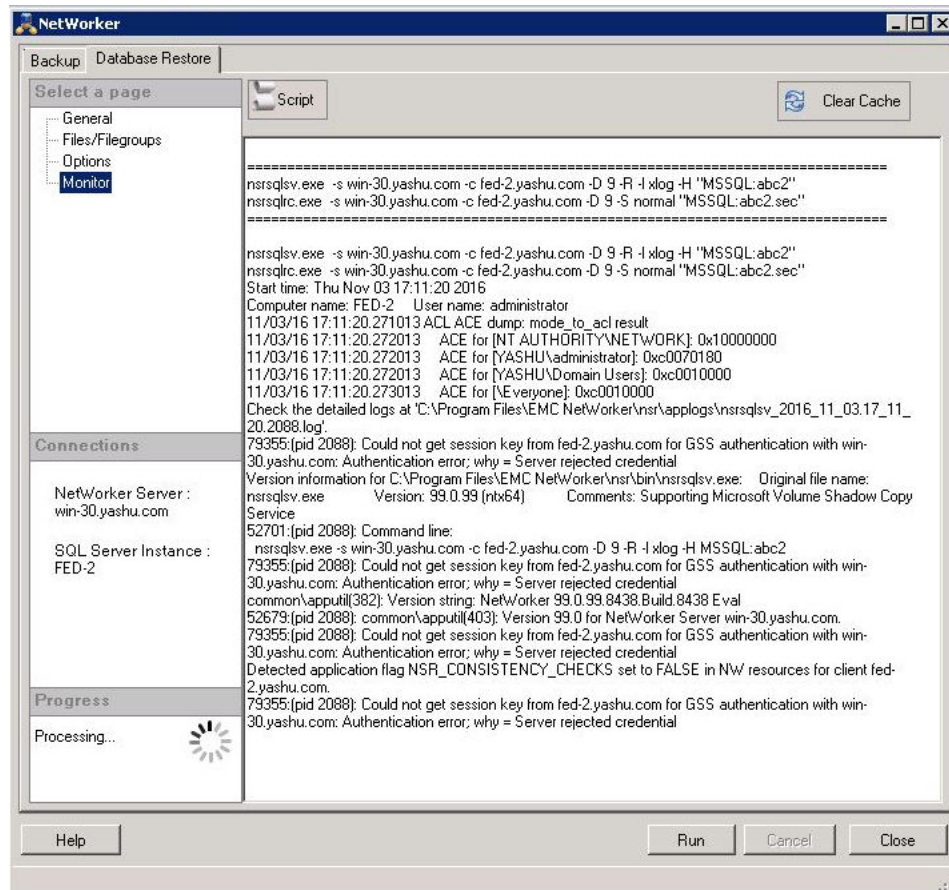 NetWorker
Backup
Database Restore
Select a page
General
Files/Filegroups
Options
Monitor
Script
Clear Cache
================================================================================
nsrsqlsv.exe -s win-30.yashu.com -c fed-2.yashu.com -D 9 -R -I xlog -H "MSSQL:abc2"
nsrsqlrc.exe -s win-30.yashu.com -c fed-2.yashu.com -D 9 -S normal "MSSQL:abc2.sec"
================================================================================
nsrsqlsv.exe -s win-30.yashu.com -c fed-2.yashu.com -D 9 -R -I xlog -H "MSSQL:abc2"
nsrsqlrc.exe -s win-30.yashu.com -c fed-2.yashu.com -D 9 -S normal "MSSQL:abc2.sec"
Start time: Thu Nov 03 17:11:20 2016
Computer name: FED-2 User name: administrator
11/03/16 17:11:20.271013 ACL ACE dump: mode_to_acl result
11/03/16 17:11:20.272013 ACE for [NT AUTHORITY\NETWORK]: 0x10000000
11/03/16 17:11:20.272013 ACE for [YASHU\administrator]: 0xc0070180
11/03/16 17:11:20.272013 ACE for [YASHU\Domain Users]: 0xc0010000
11/03/16 17:11:20.273013 ACE for [\Everyone]: 0xc0010000
Check the detailed logs at 'C:\Program Files\EMC NetWorker\nsr\applogs\nsrsqlsv_2016_11_03.17_11_
20.2088.log'.
79355:(pid 2088): Could not get session key from fed-2.yashu.com for GSS authentication with win-
30.yashu.com: Authentication error; why = Server rejected credential
Version information for C:\Program Files\EMC NetWorker\nsr\bin\nsrsqlsv.exe: Original file name:
nsrsqlsv.exe Version: 99.0.99 (ntx64) Comments: Supporting Microsoft Volume Shadow Copy
Service
52701:(pid 2088): Command line:
nsrsqlsv.exe -s win-30.yashu.com -c fed-2.yashu.com -D 9 -R -I xlog -H MSSQL:abc2
79355:(pid 2088): Could not get session key from fed-2.yashu.com for GSS authentication with win-
30.yashu.com: Authentication error; why = Server rejected credential
common\apputil(382): Version string: NetWorker 99.0.99.8438.Build.8438 Eval
52679:(pid 2088): common\apputil(403): Version 99.0 for NetWorker Server win-30.yashu.com.
79355:(pid 2088): Could not get session key from fed-2.yashu.com for GSS authentication with win-
30.yashu.com: Authentication error; why = Server rejected credential
Detected application flag NSR_CONSISTENCY_CHECKS set to FALSE in NW resources for client fed-
2.yashu.com.
79355:(pid 2088): Could not get session key from fed-2.yashu.com for GSS authentication with win-
30.yashu.com: Authentication error; why = Server rejected credential
Connections
NetWorker Server :
win-30.yashu.com
SQL Server Instance :
FED-2
Progress
Processing...
Help
Run
Cancel
Close